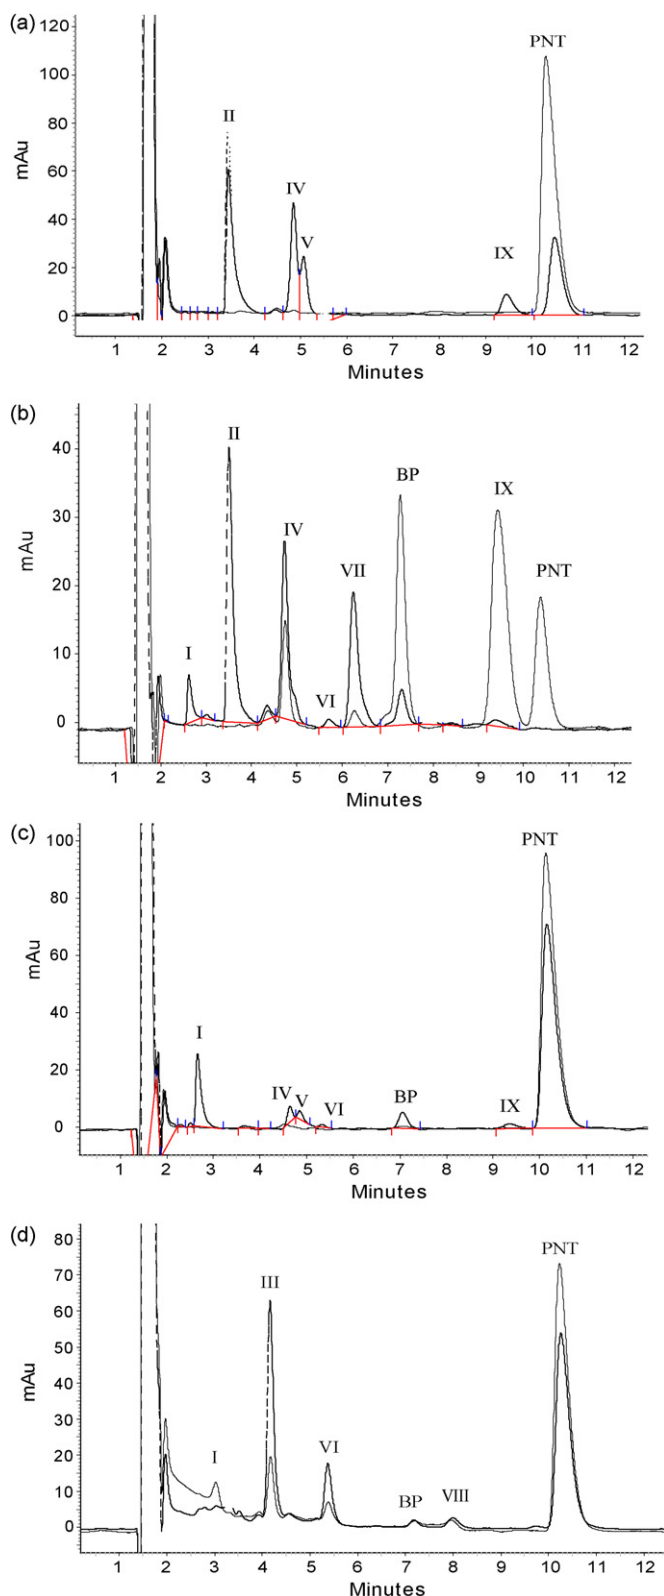 (a)
120
100
80
60
40
20
0
mAu
II
IV
V
IX
PNT
1 2 3 4 5 6 7 8 9 10 11 12
Minutes
(b)
40
30
20
10
0
mAu
I
II
IV
VI
VII
BP
IX
PNT
1 2 3 4 5 6 7 8 9 10 11 12
Minutes
(c)
100
80
60
40
20
0
mAu
I
IV
V
VI
BP
IX
PNT
1 2 3 4 5 6 7 8 9 10 11 12
Minutes
(d)
80
70
60
50
40
30
20
10
0
mAu
I
III
VI
BP
VIII
PNT
1 2 3 4 5 6 7 8 9 10 11 12
Minutes